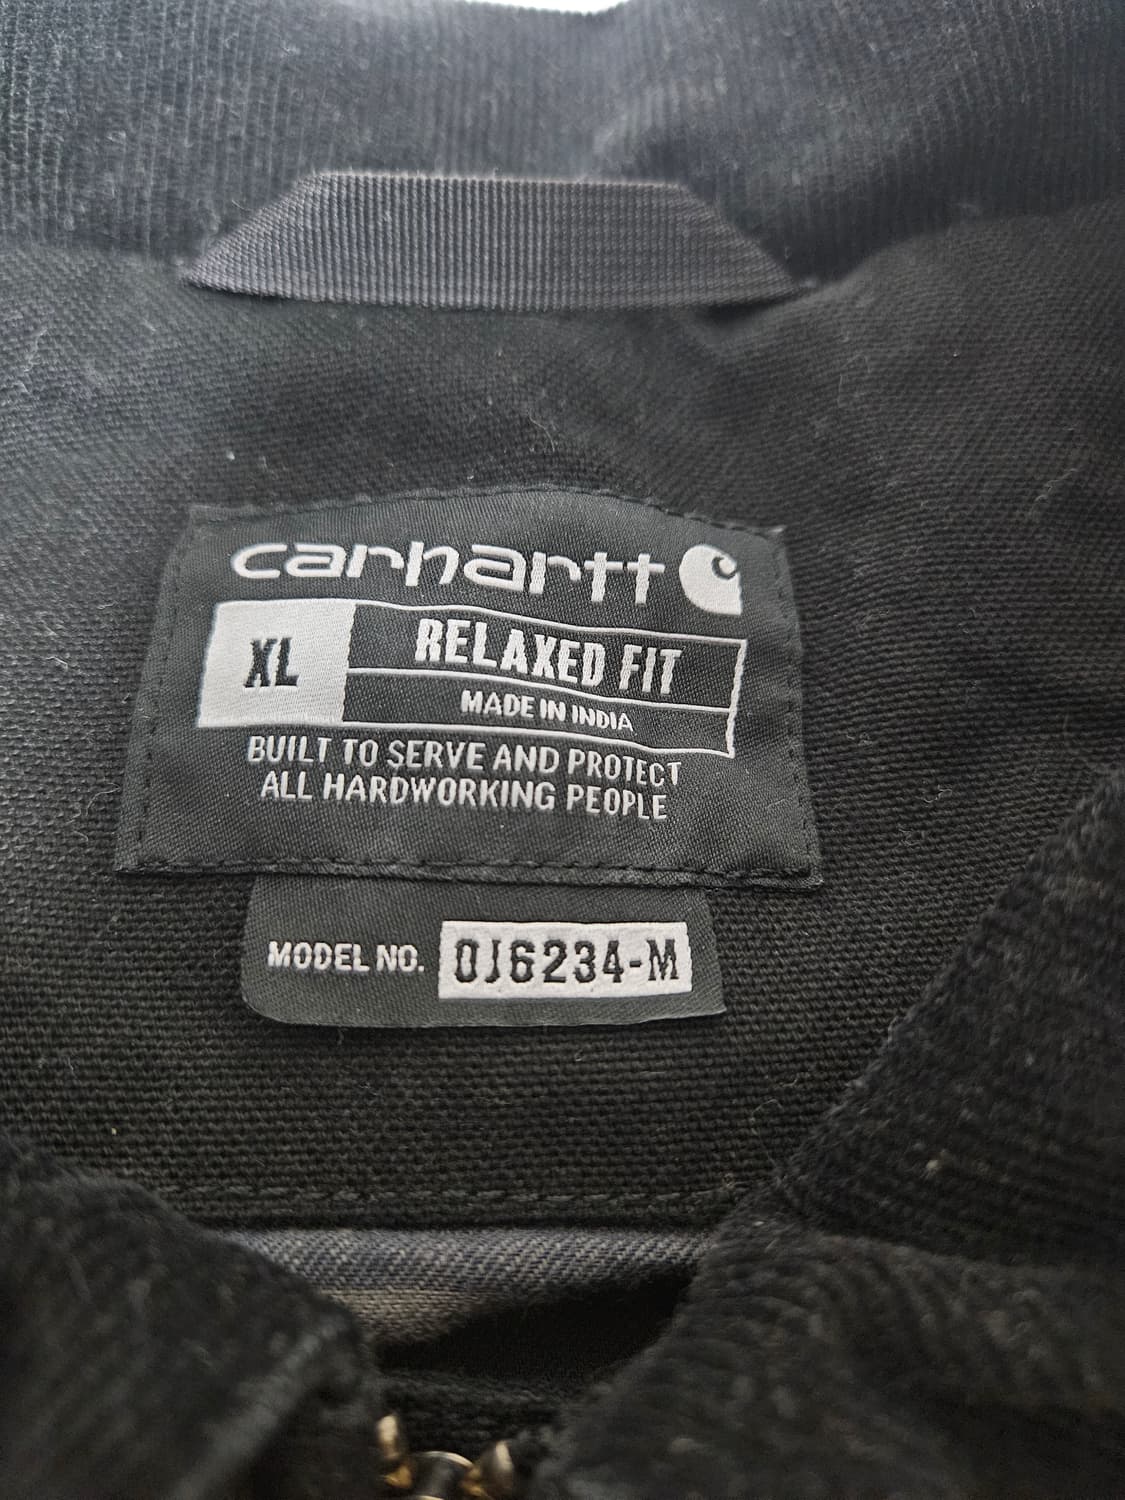 carhartt
XL
RELAXED FIT
MADE IN INDIA
BUILT TO SERVE AND PROTECT
ALL HARDWORKING PEOPLE
MODEL NO. OJ6234-M